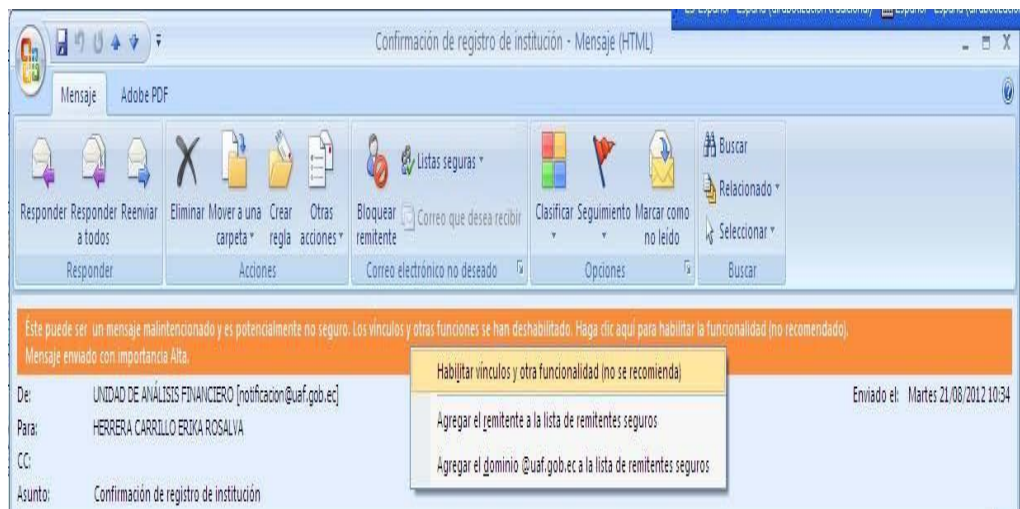 Confirmación de registro de institución - Mensaje (HTML)
Mensaje Adobe PDF
Responder Responder a todos Reenviar
Eliminar Mover a una carpeta Crear regla Otras acciones
Bloquear remitente Listas seguras Correo que desea recibir
Clasificar Seguimiento Marcar como no leído
Buscar
Relacionado
Seleccionar
Responder Acciones Correo electrónico no deseado Opciones Buscar
Éste puede ser un mensaje malintencionado y es potencialmente no seguro. Los vínculos y otras funciones se han deshabilitado. Haga clic aquí para habilitar la funcionalidad (no recomendado).
Mensaje enviado con importancia Alta.
Habilitar vínculos y otra funcionalidad (no se recomienda)
Agregar el remitente a la lista de remitentes seguros
Agregar el dominio @uaf.gob.ec a la lista de remitentes seguros
De: UNIDAD DE ANÁLISIS FINANCIERO [notificacion@uaf.gob.ec] Enviado el: Martes 21/08/2012 10:34
Para: HERRERA CARRILLO ERIKA ROSALVA
CC:
Asunto: Confirmación de registro de institución